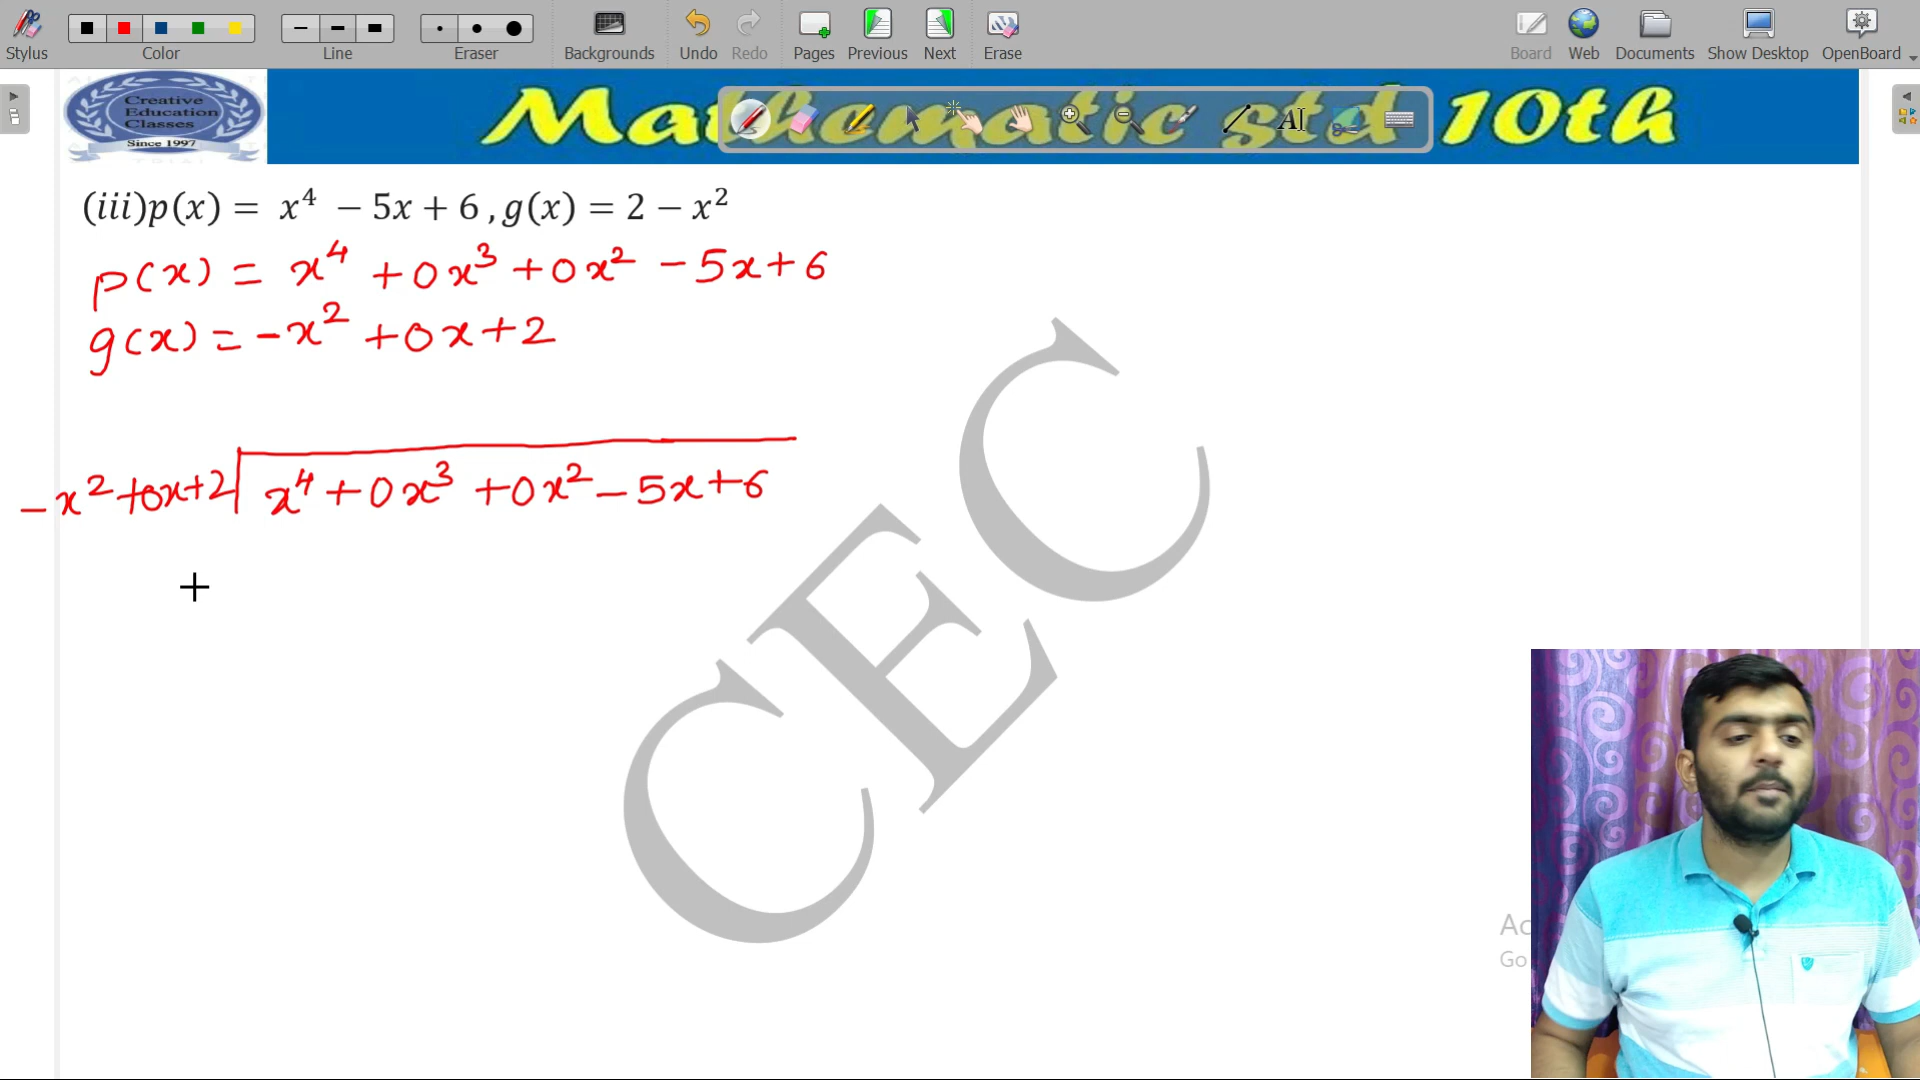 Stylus
Color
Line
Eraser
Backgrounds
Undo
Redo
Pages
Previous
Next
Erase
Board
Web
Documents
Show Desktop
OpenBoard
Creative
Education
Classes
Since 1997
Mathematic std 10th
(iii)p(x) = x⁴ − 5x + 6 , g(x) = 2 − x²
p(x) = x⁴ + 0x³ + 0x² − 5x + 6
g(x) = −x² + 0x + 2
−x² + 0x + 2 | x⁴ + 0x³ + 0x² − 5x + 6
CEC
Go